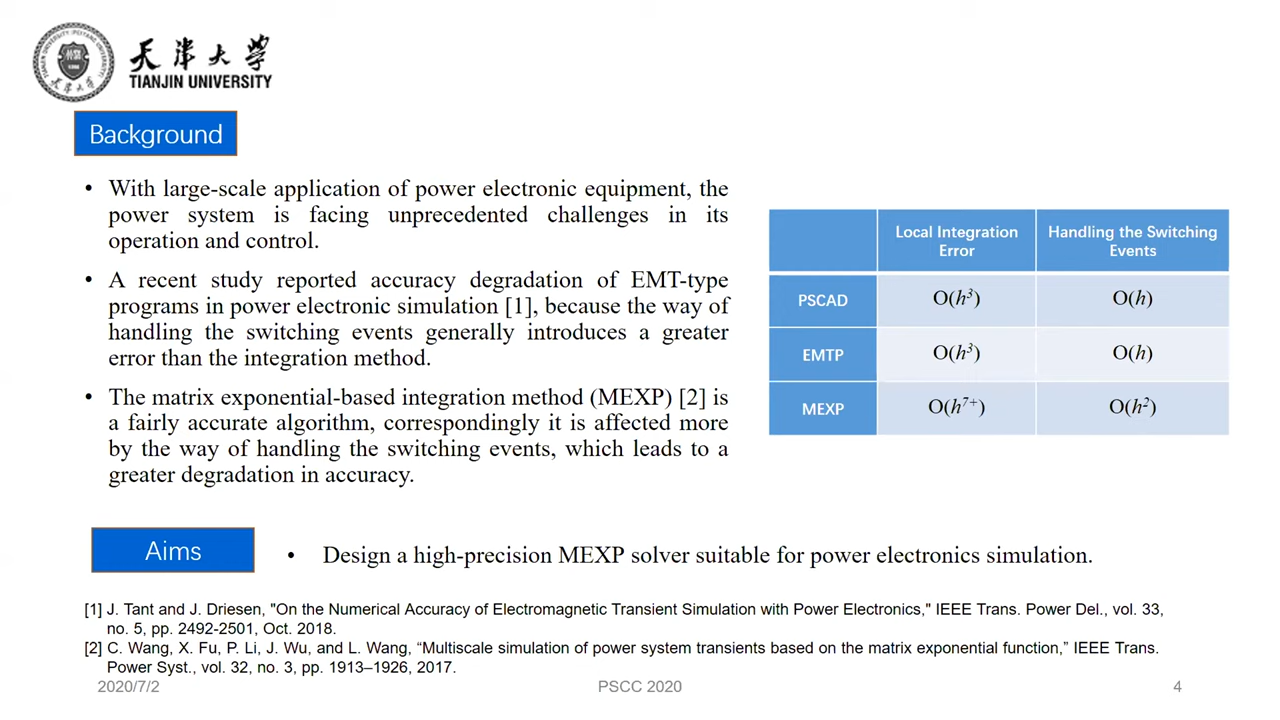 天津大学
TIANJIN UNIVERSITY
Background
• With large-scale application of power electronic equipment, the
power system is facing unprecedented challenges in its
operation and control.
• A recent study reported accuracy degradation of EMT-type
programs in power electronic simulation [1], because the way of
handling the switching events generally introduces a greater
error than the integration method.
• The matrix exponential-based integration method (MEXP) [2] is
a fairly accurate algorithm, correspondingly it is affected more
by the way of handling the switching events, which leads to a
greater degradation in accuracy.
Local Integration
Error
Handling the Switching
Events
PSCAD O(h³) O(h)
EMTP O(h³) O(h)
MEXP O(h⁷⁺) O(h²)
Aims
• Design a high-precision MEXP solver suitable for power electronics simulation.
[1] J. Tant and J. Driesen, "On the Numerical Accuracy of Electromagnetic Transient Simulation with Power Electronics," IEEE Trans. Power Del., vol. 33,
no. 5, pp. 2492-2501, Oct. 2018.
[2] C. Wang, X. Fu, P. Li, J. Wu, and L. Wang, “Multiscale simulation of power system transients based on the matrix exponential function,” IEEE Trans.
Power Syst., vol. 32, no. 3, pp. 1913–1926, 2017.
2020/7/2
PSCC 2020
4